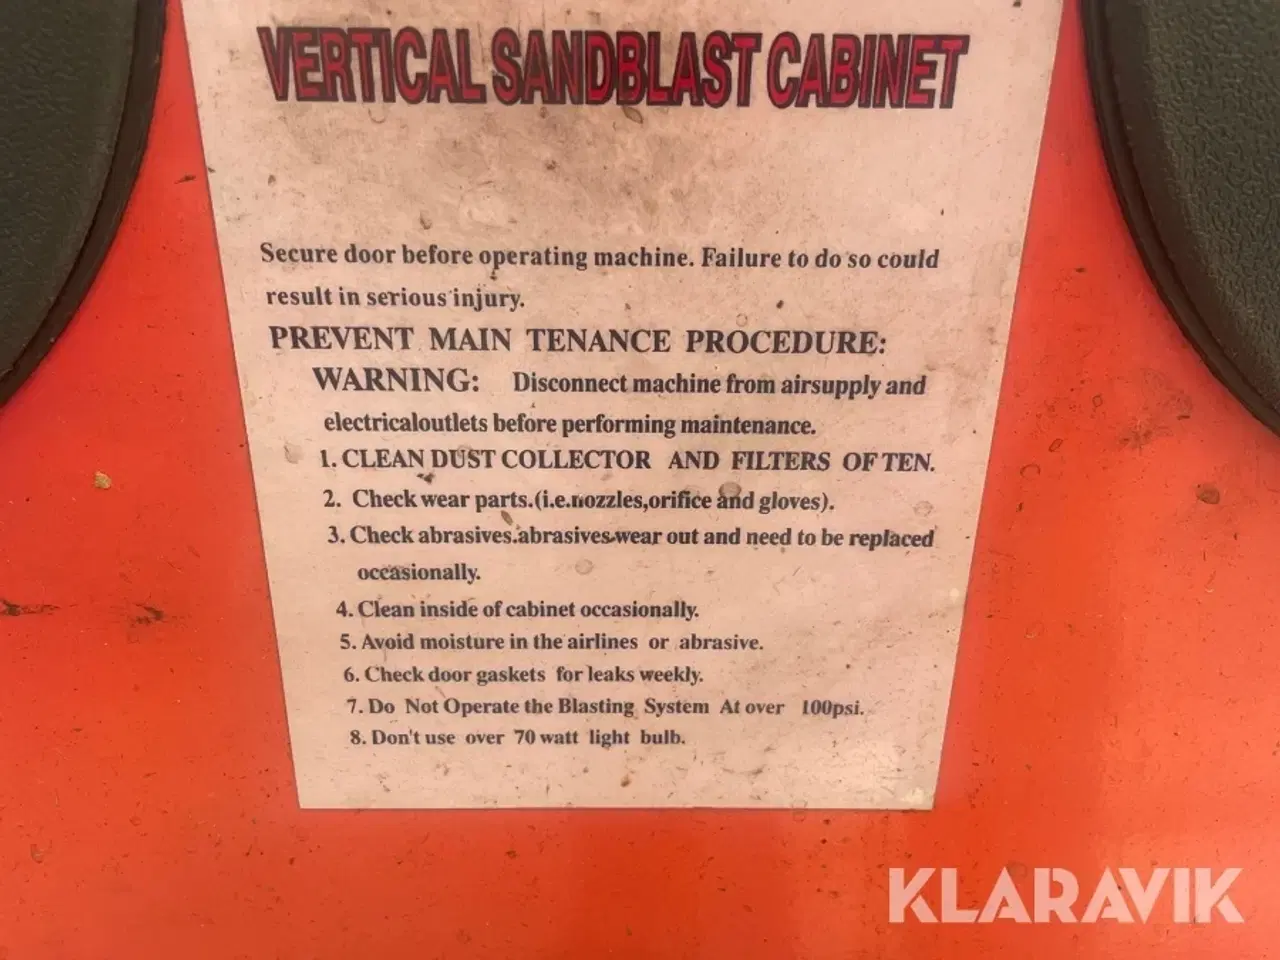 VERTICAL SANDBLAST CABINET
Secure door before operating machine. Failure to do so could
result in serious injury.
PREVENT MAIN TENANCE PROCEDURE:
WARNING: Disconnect machine from airsupply and
electricaloutlets before performing maintenance.
1. CLEAN DUST COLLECTOR AND FILTERS OF TEN.
2. Check wear parts.(i.e.nozzles,orifice and gloves).
3. Check abrasives.abrasives wear out and need to be replaced
occasionally.
4. Clean inside of cabinet occasionally.
5. Avoid moisture in the airlines or abrasive.
6. Check door gaskets for leaks weekly.
7. Do Not Operate the Blasting System At over 100psi.
8. Don't use over 70 watt light bulb.
KLARAVIK